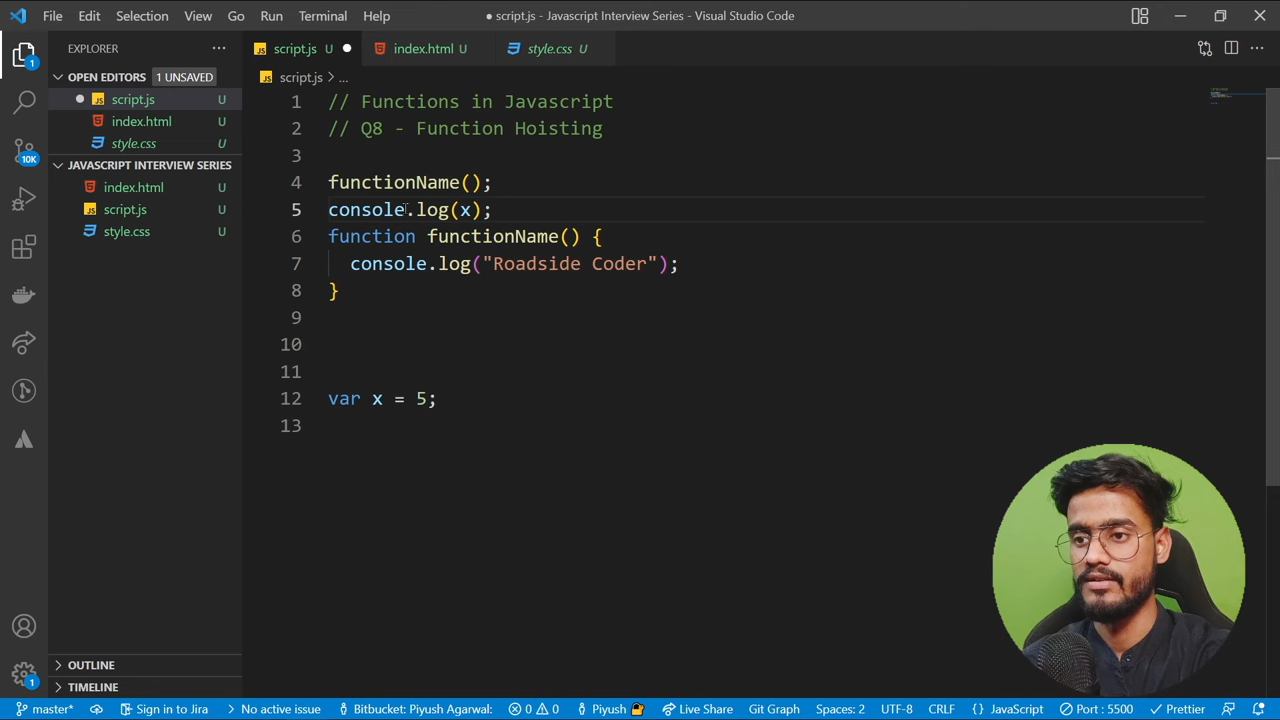 File Edit Selection View Go Run Terminal Help
● script.js - Javascript Interview Series - Visual Studio Code
EXPLORER
OPEN EDITORS 1 UNSAVED
script.js U
index.html U
style.css U
JAVASCRIPT INTERVIEW SERIES
index.html U
script.js U
style.css U
OUTLINE
TIMELINE
1
10K
1
script.js U ●
index.html U
style.css U
script.js > ...
1 // Functions in Javascript
2 // Q8 - Function Hoisting
3
4 functionName();
5 console.log(x);
6 function functionName() {
7 console.log("Roadside Coder");
8 }
9
10
11
12 var x = 5;
13
master* Sign in to Jira No active issue Bitbucket: Piyush Agarwal: 0 0 Piyush Live Share Git Graph Spaces: 2 UTF-8 CRLF {} JavaScript Port : 5500 Prettier